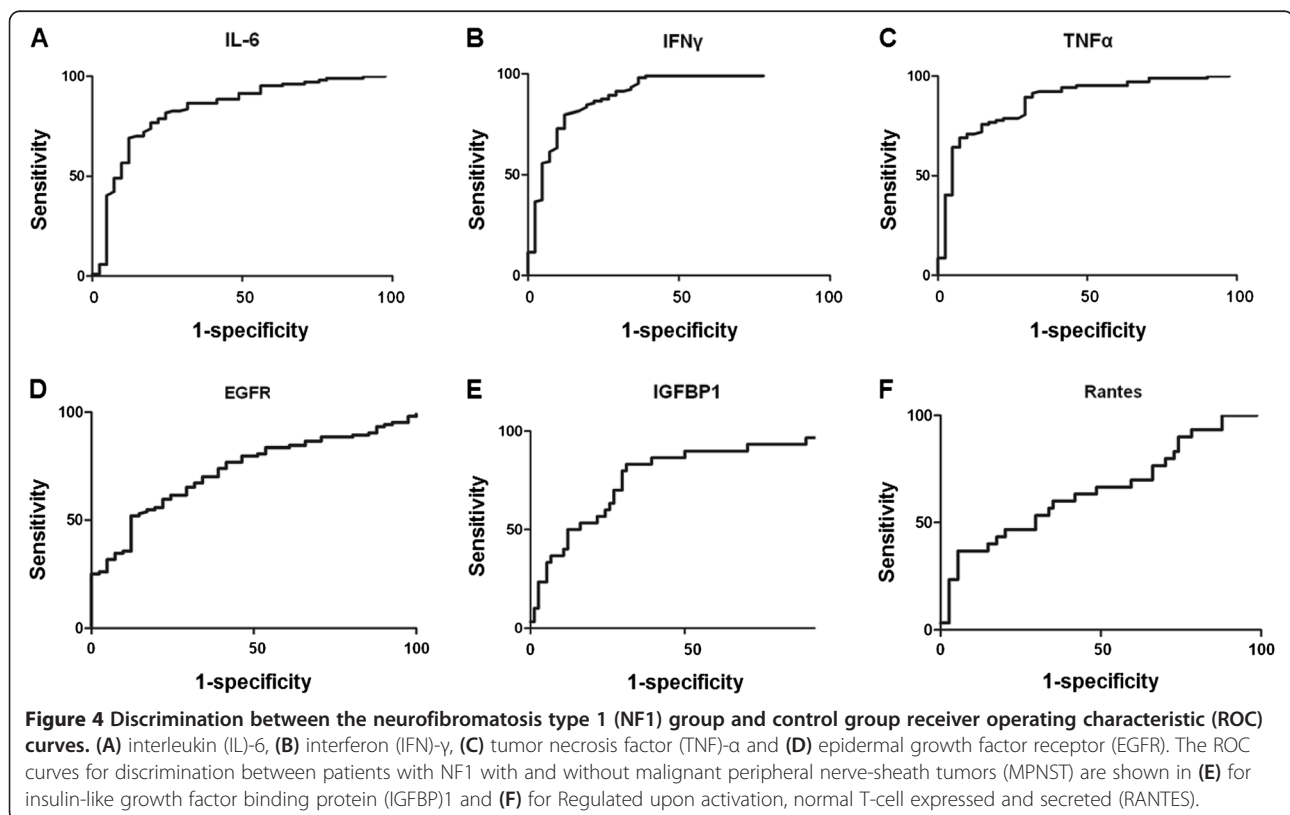 A
IL-6
B
IFNγ
C
TNFα
Sensitivity
100
50
0
0
50
100
1-specificity
Sensitivity
100
50
0
0
50
100
1-specificity
Sensitivity
100
50
0
0
50
100
1-specificity
D
EGFR
E
IGFBP1
F
Rantes
Sensitivity
100
50
0
0
50
100
1-specificity
Sensitivity
100
50
0
0
50
1-specificity
Sensitivity
100
50
0
0
50
100
1-specificity
Figure 4 Discrimination between the neurofibromatosis type 1 (NF1) group and control group receiver operating characteristic (ROC)
curves. (A) interleukin (IL)-6, (B) interferon (IFN)-γ, (C) tumor necrosis factor (TNF)-α and (D) epidermal growth factor receptor (EGFR). The ROC
curves for discrimination between patients with NF1 with and without malignant peripheral nerve-sheath tumors (MPNST) are shown in (E) for
insulin-like growth factor binding protein (IGFBP)1 and (F) for Regulated upon activation, normal T-cell expressed and secreted (RANTES).